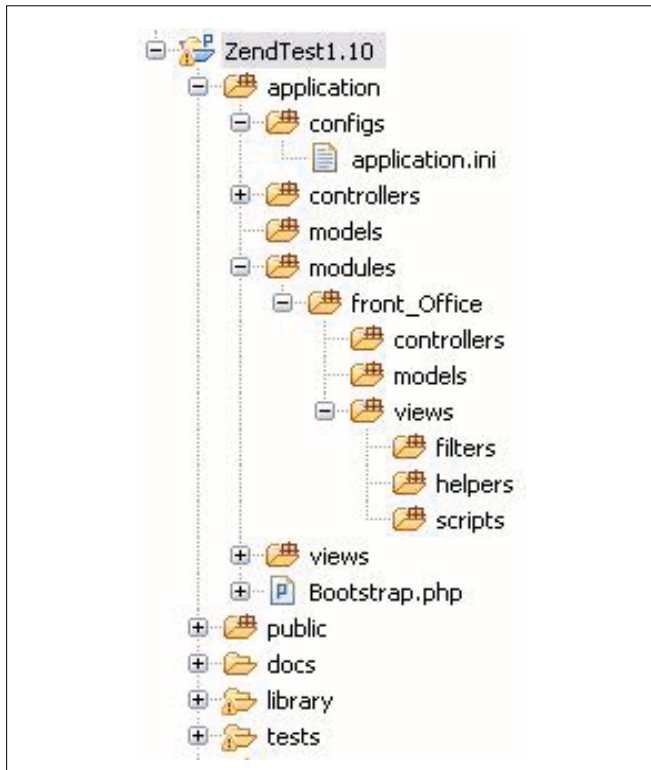 ZendTest1.10
application
configs
application.ini
controllers
models
modules
front_Office
controllers
models
views
filters
helpers
scripts
views
Bootstrap.php
public
docs
library
tests